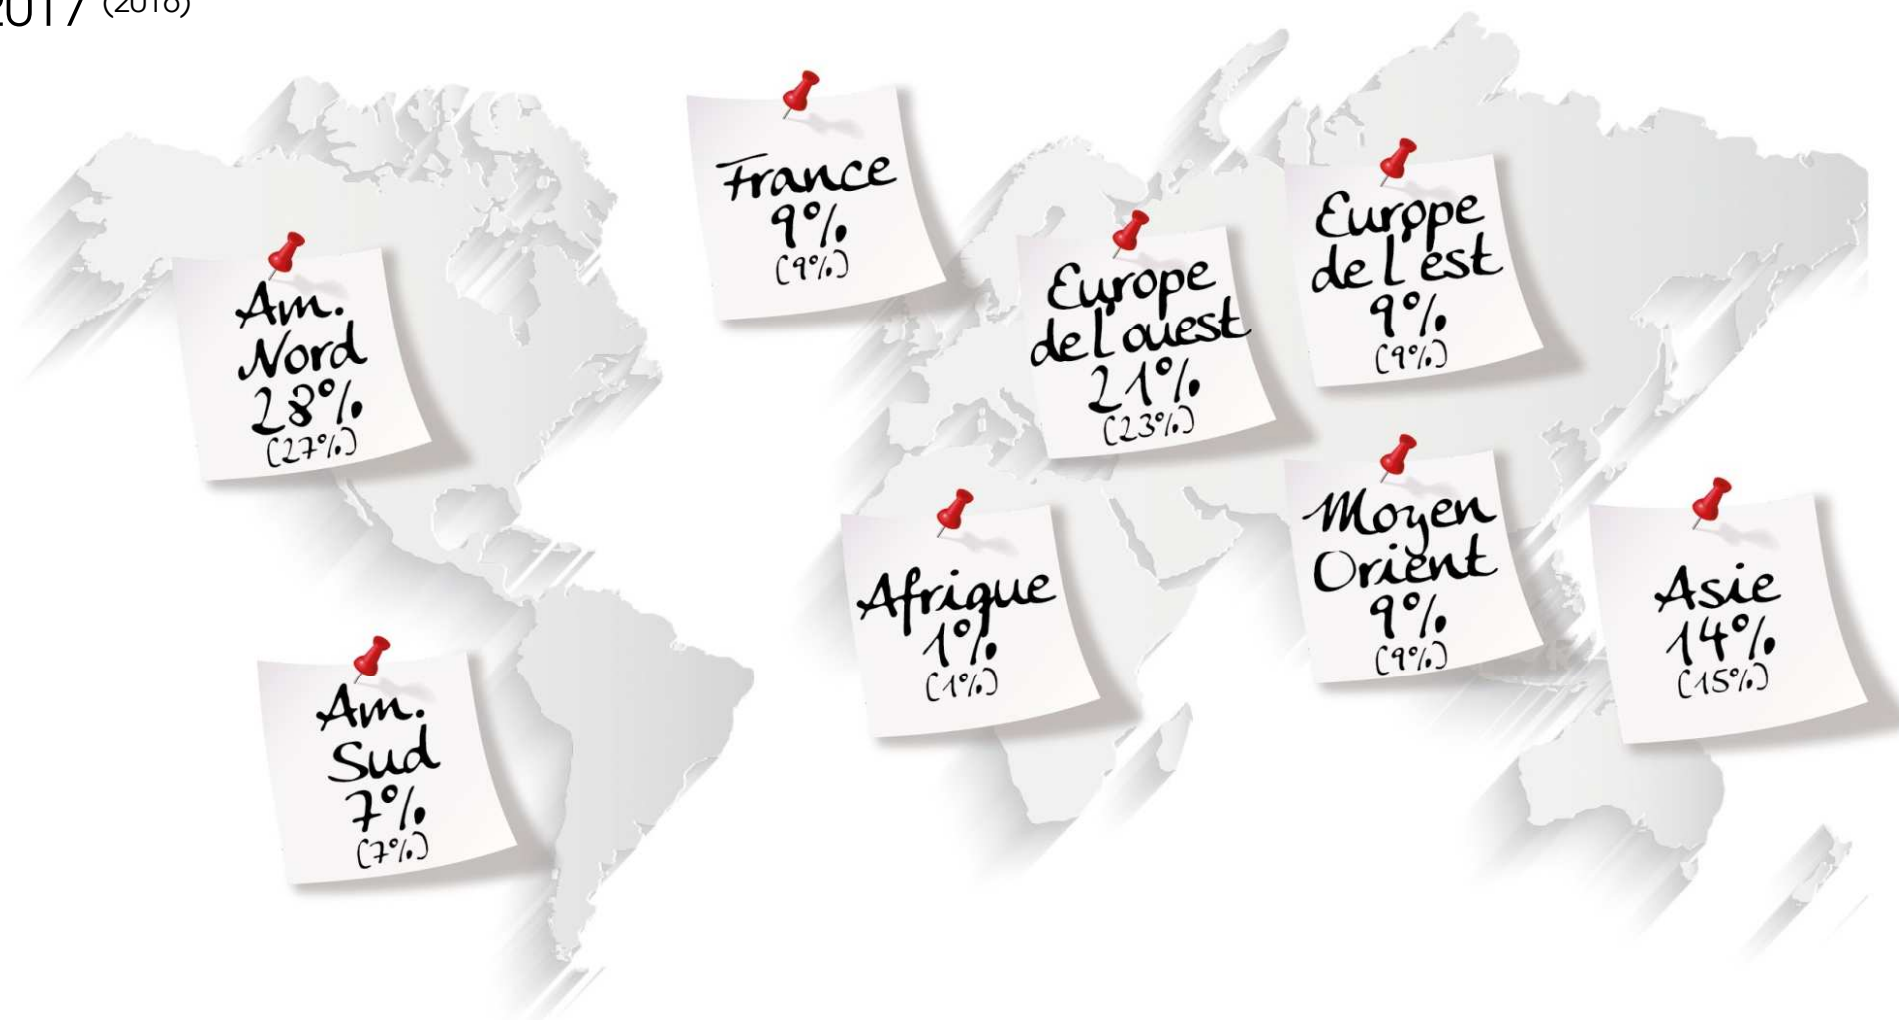 2017 (2016)
France
9%
(9%)
Europe
de l'est
9%
(9%)
Am.
Nord
28%
(27%)
Europe
de l'ouest
21%
(23%)
Moyen
Orient
9%
(9%)
Afrique
1%
(1%)
Asie
14%
(15%)
Am.
Sud
7%
(7%)